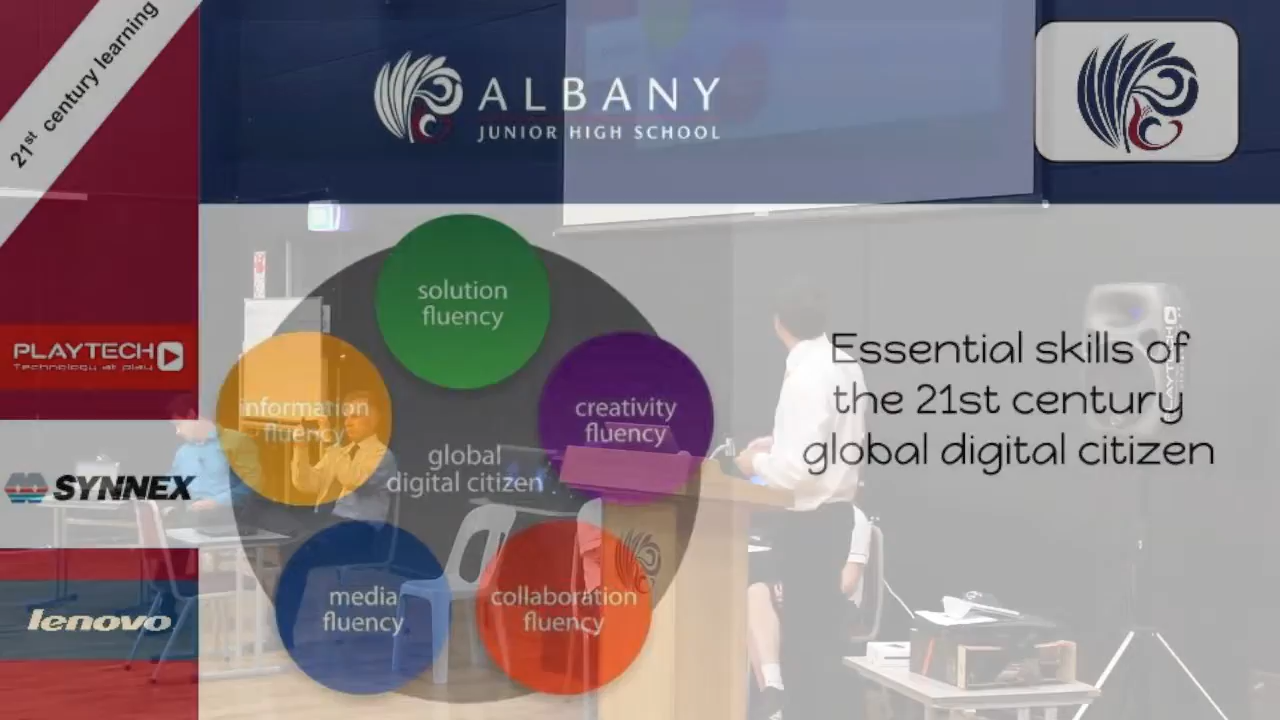 21st century learning
ALBANY
JUNIOR HIGH SCHOOL
PLAYTECH
Technology at play
SYNNEX
lenovo
solution
fluency
information
fluency
creativity
fluency
global
digital citizen
media
fluency
collaboration
fluency
Essential skills of
the 21st century
global digital citizen
PLAYTECH